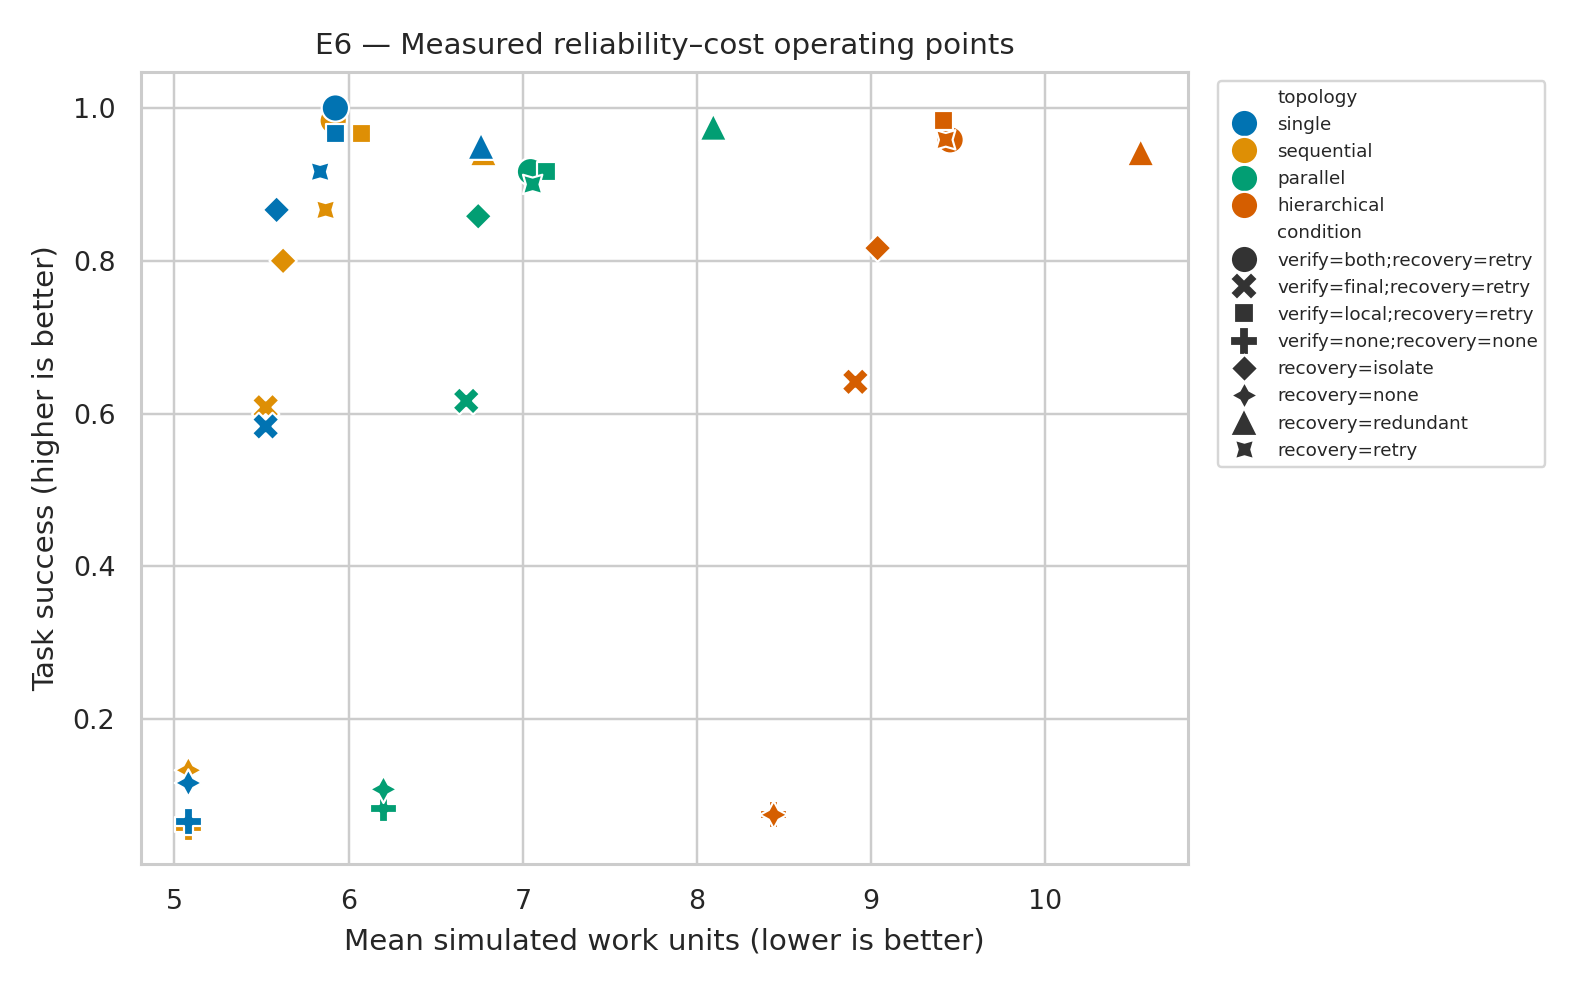 E6 — Measured reliability–cost operating points
Task success (higher is better)
1.0
0.8
0.6
0.4
0.2
5
6
7
8
9
10
Mean simulated work units (lower is better)
topology
single
sequential
parallel
hierarchical
condition
verify=both;recovery=retry
verify=final;recovery=retry
verify=local;recovery=retry
verify=none;recovery=none
recovery=isolate
recovery=none
recovery=redundant
recovery=retry